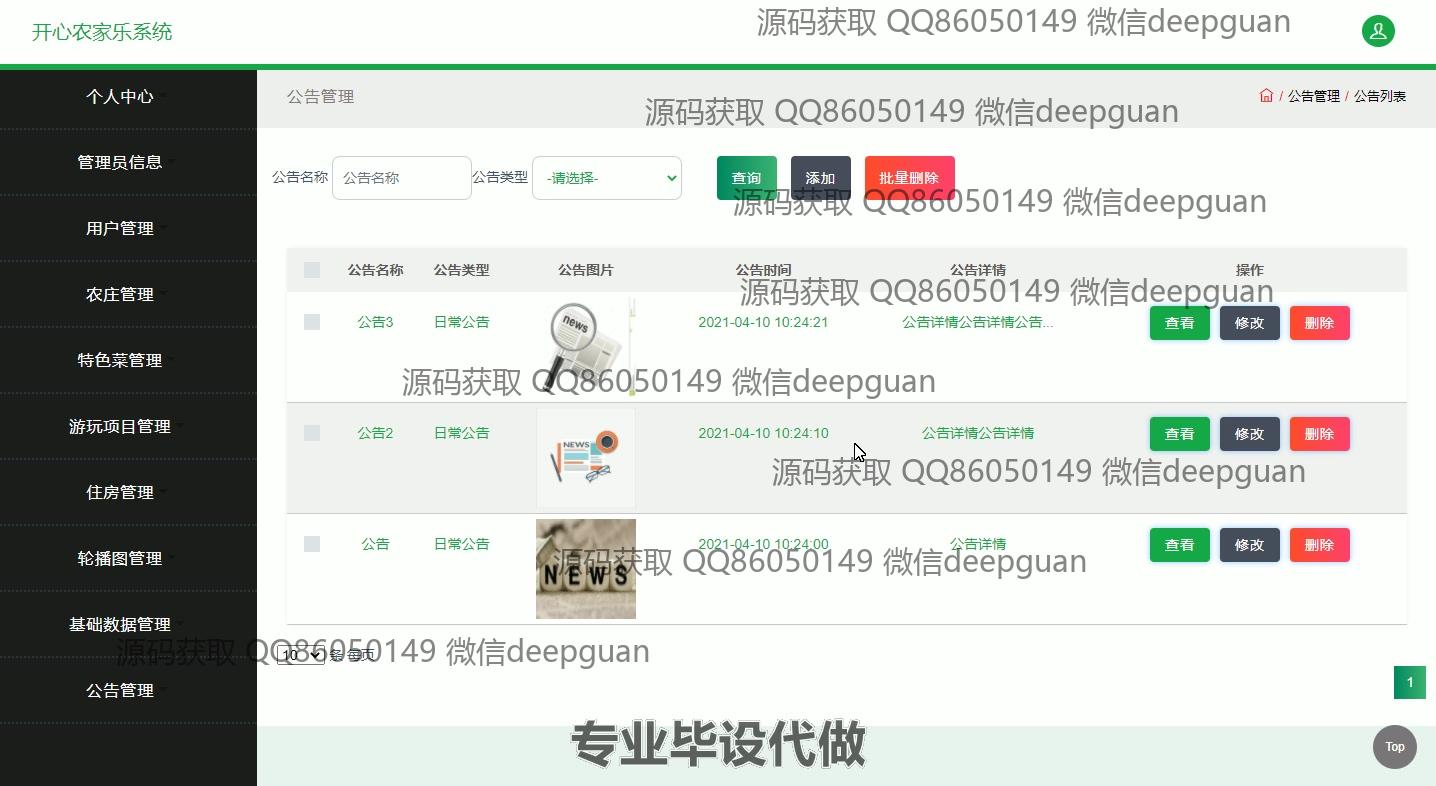 开心农家乐系统
源码获取 QQ86050149 微信deepguan
个人中心
管理员信息
用户管理
农庄管理
特色菜管理
游玩项目管理
住房管理
轮播图管理
基础数据管理
公告管理
公告管理
/ 公告管理 / 公告列表
源码获取 QQ86050149 微信deepguan
公告名称 公告名称 公告类型 -请选择- 查询 添加 批量删除
源码获取 QQ86050149 微信deepguan
公告名称 公告类型 公告图片 公告时间 公告详情 操作
源码获取 QQ86050149 微信deepguan
公告3 日常公告 news 2021-04-10 10:24:21 公告详情公告详情公告... 查看 修改 删除
源码获取 QQ86050149 微信deepguan
公告2 日常公告 NEWS 2021-04-10 10:24:10 公告详情公告详情 查看 修改 删除
源码获取 QQ86050149 微信deepguan
公告 日常公告 NEWS 2021-04-10 10:24:00 公告详情 查看 修改 删除
源码获取 QQ86050149 微信deepguan
10 条 每页
源码获取 QQ86050149 微信deepguan
1
专业毕设代做
Top